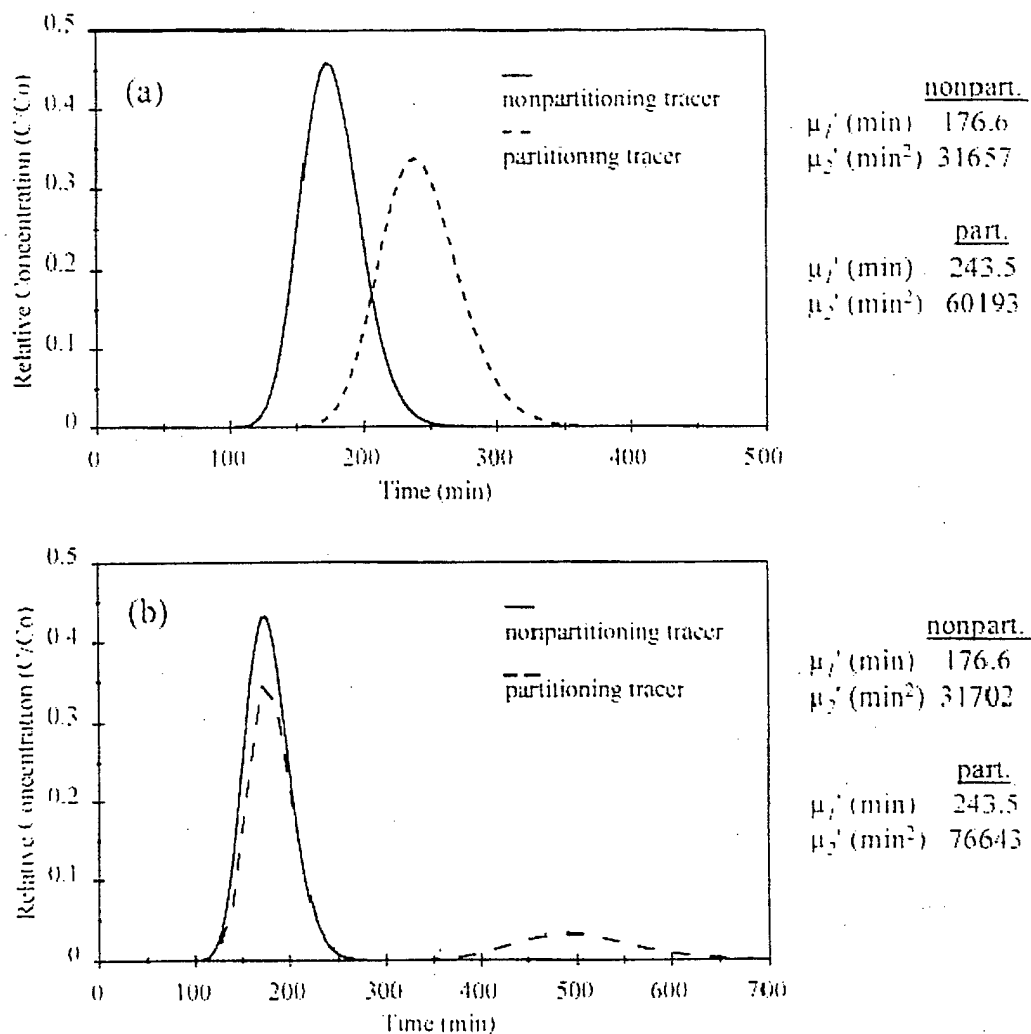 0.5
0.4
0.3
0.2
0.1
0
Relative Concentration (C/Co)
(a)
nonpartitioning tracer
partitioning tracer
0 100 200 300 400 500
Time (min)
nonpart.
μ₁' (min) 176.6
μ₂' (min²) 31657
part.
μ₁' (min) 243.5
μ₂' (min²) 60193
0.5
0.4
0.3
0.2
0.1
0
Relative Concentration (C/Co)
(b)
nonpartitioning tracer
partitioning tracer
0 100 200 300 400 500 600 700
Time (min)
nonpart.
μ₁' (min) 176.6
μ₂' (min²) 31702
part.
μ₁' (min) 243.5
μ₂' (min²) 76643